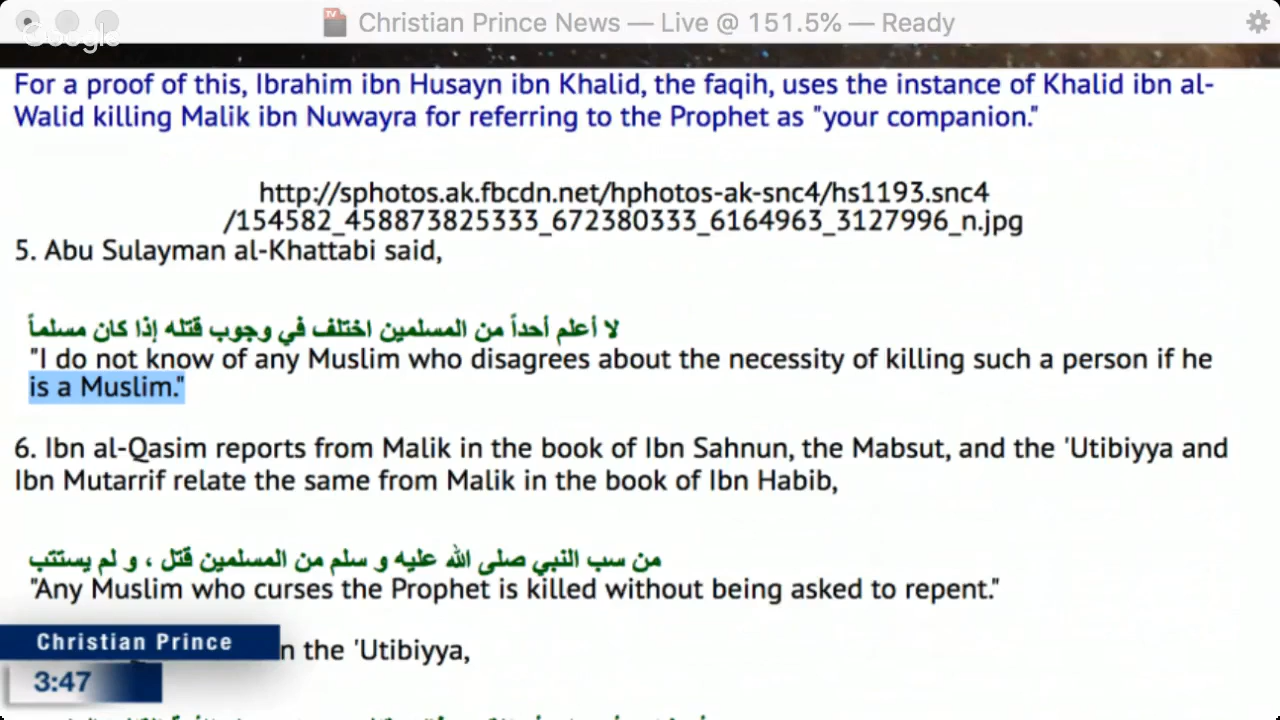 Christian Prince News — Live @ 151.5% — Ready
Google
For a proof of this, Ibrahim ibn Husayn ibn Khalid, the faqih, uses the instance of Khalid ibn al-
Walid killing Malik ibn Nuwayra for referring to the Prophet as "your companion."
http://sphotos.ak.fbcdn.net/hphotos-ak-snc4/hs1193.snc4
/154582_458873825333_672380333_6164963_3127996_n.jpg
5. Abu Sulayman al-Khattabi said,
لا أعلم أحداً من المسلمين اختلف في وجوب قتله إذا كان مسلماً
"I do not know of any Muslim who disagrees about the necessity of killing such a person if he
is a Muslim."
6. Ibn al-Qasim reports from Malik in the book of Ibn Sahnun, the Mabsut, and the 'Utibiyya and
Ibn Mutarrif relate the same from Malik in the book of Ibn Habib,
من سب النبي صلى الله عليه و سلم من المسلمين قتل ، و لم يستتب
"Any Muslim who curses the Prophet is killed without being asked to repent."
Christian Prince
n the 'Utibiyya,
3:47